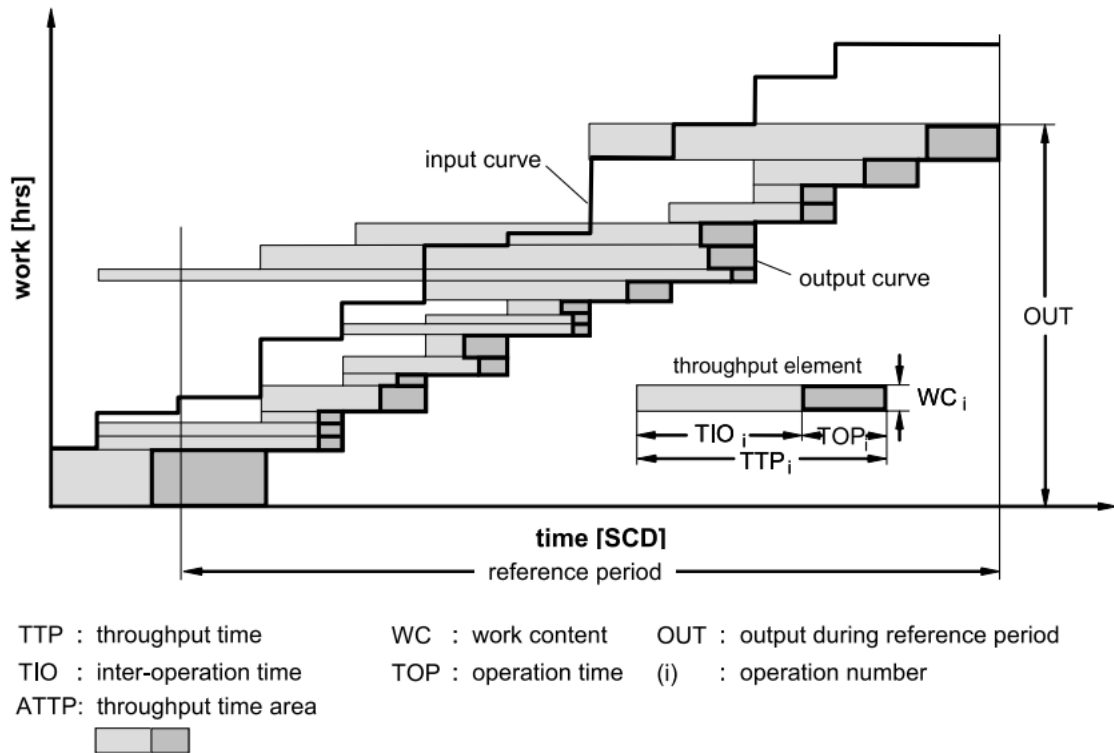 work [hrs]
input curve
output curve
OUT
throughput element
WC i
TIO i
TOP i
TTP i
time [SCD]
reference period
TTP : throughput time
WC : work content
OUT : output during reference period
TIO : inter-operation time
TOP : operation time
(i) : operation number
ATTP: throughput time area